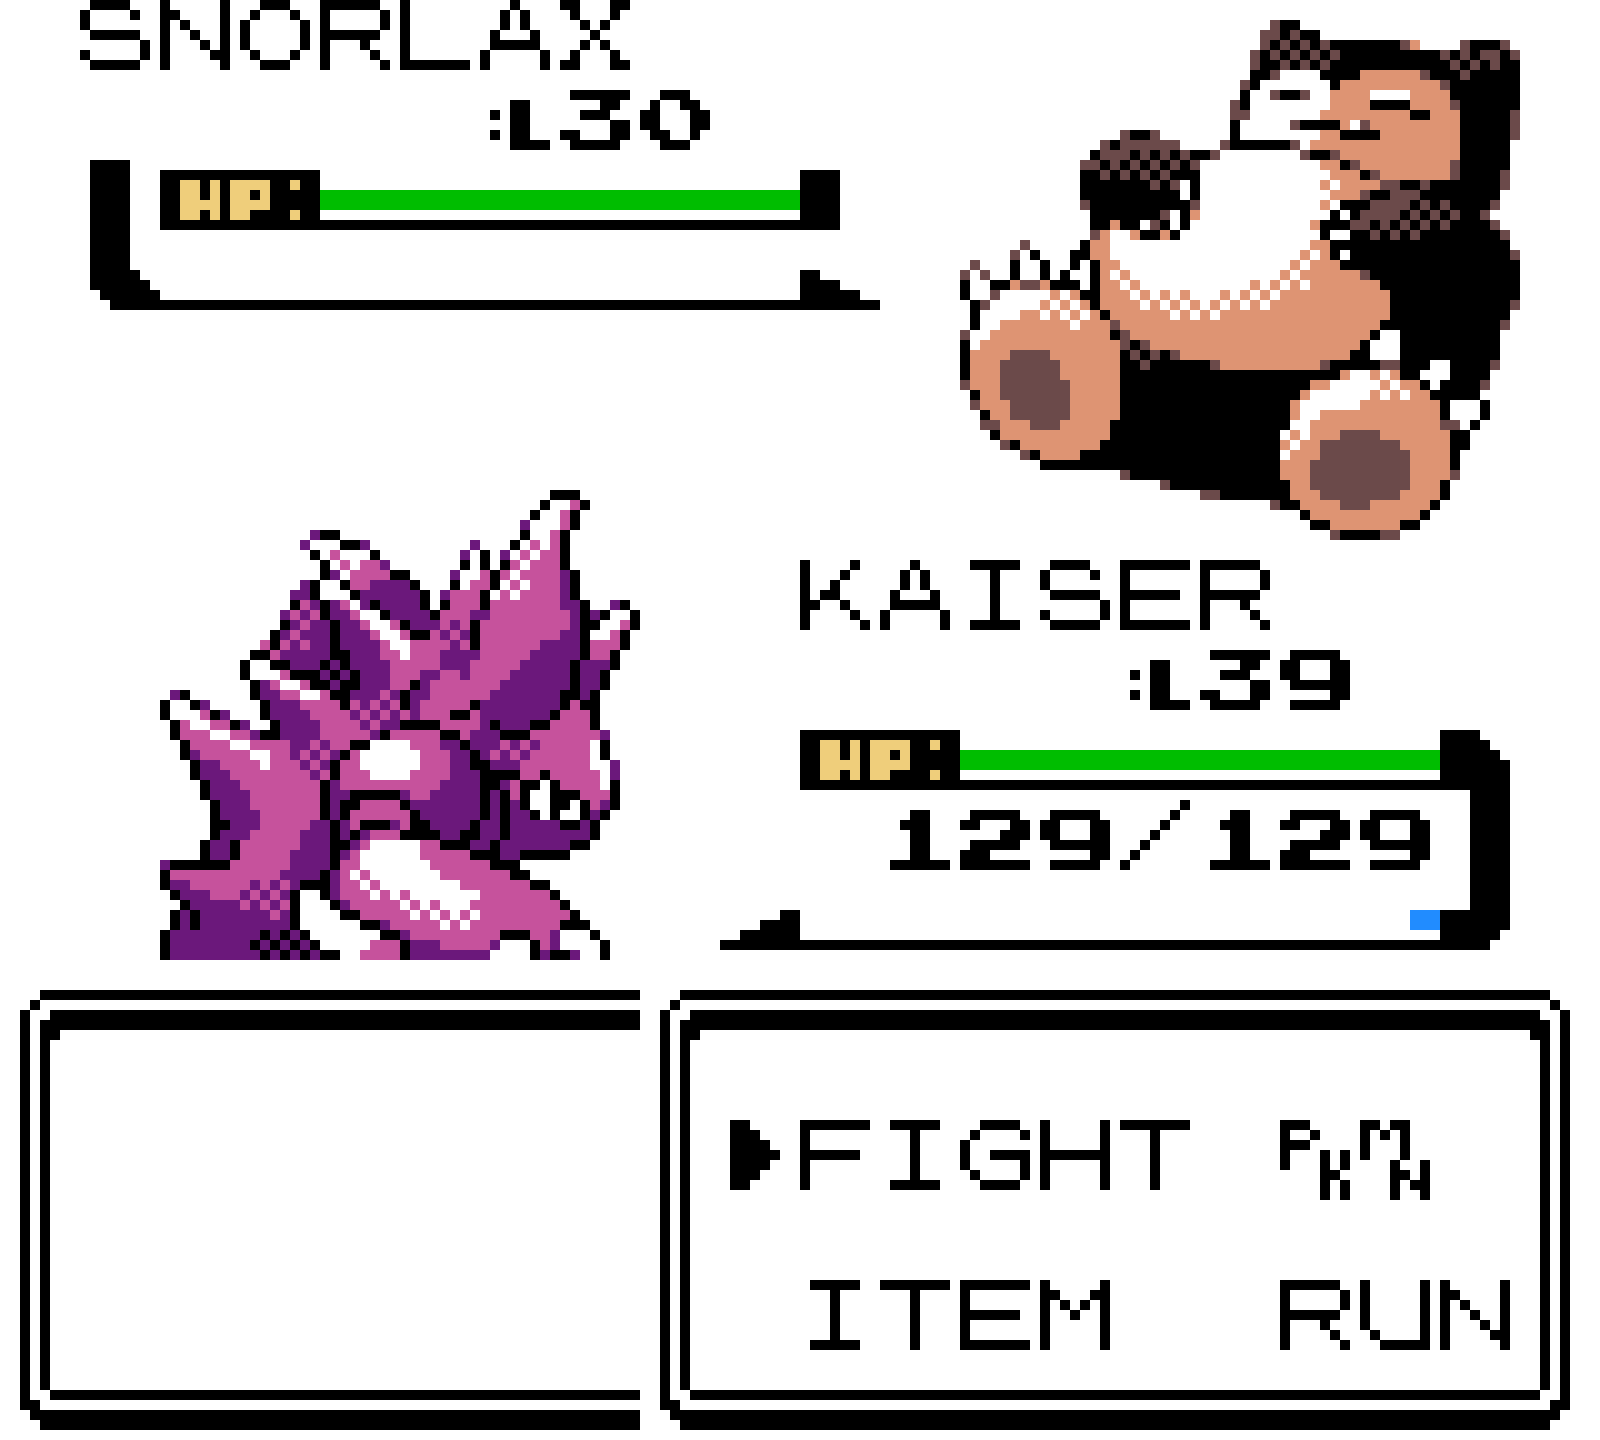 SNORLAX
:L30
HP:
KAISER
:L39
HP:
129/129
▶FIGHT PKMN
ITEM RUN